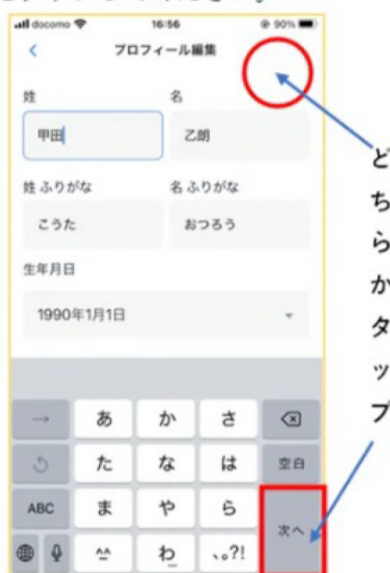 docomo 16:56 90%
プロフィール編集
姓 名
甲田 乙朗
姓 ふりがな 名 ふりがな
こうた おつろう
生年月日
1990年1月1日
どちらかタップ
→ あ か さ
た な は 空白
ABC ま や ら 次へ
^^ わ 、。?!